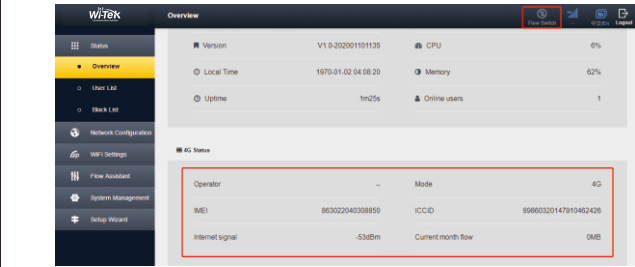 Wi-Tek
Overview
Flow Switch
Logout
Status
Version V1.0-202001101135 CPU 6%
Overview
Local Time 1970-01-02 04:08:20 Memory 62%
User List
Uptime 1m25s Online users 1
Black List
Network Configuration
4G Status
WiFi Settings
Flow Assistant
Operator -- Mode 4G
System Management
IMEI 863022040308850 ICCID 89860320147910462426
Setup Wizard
Internet signal -53dBm Current month flow 0MB